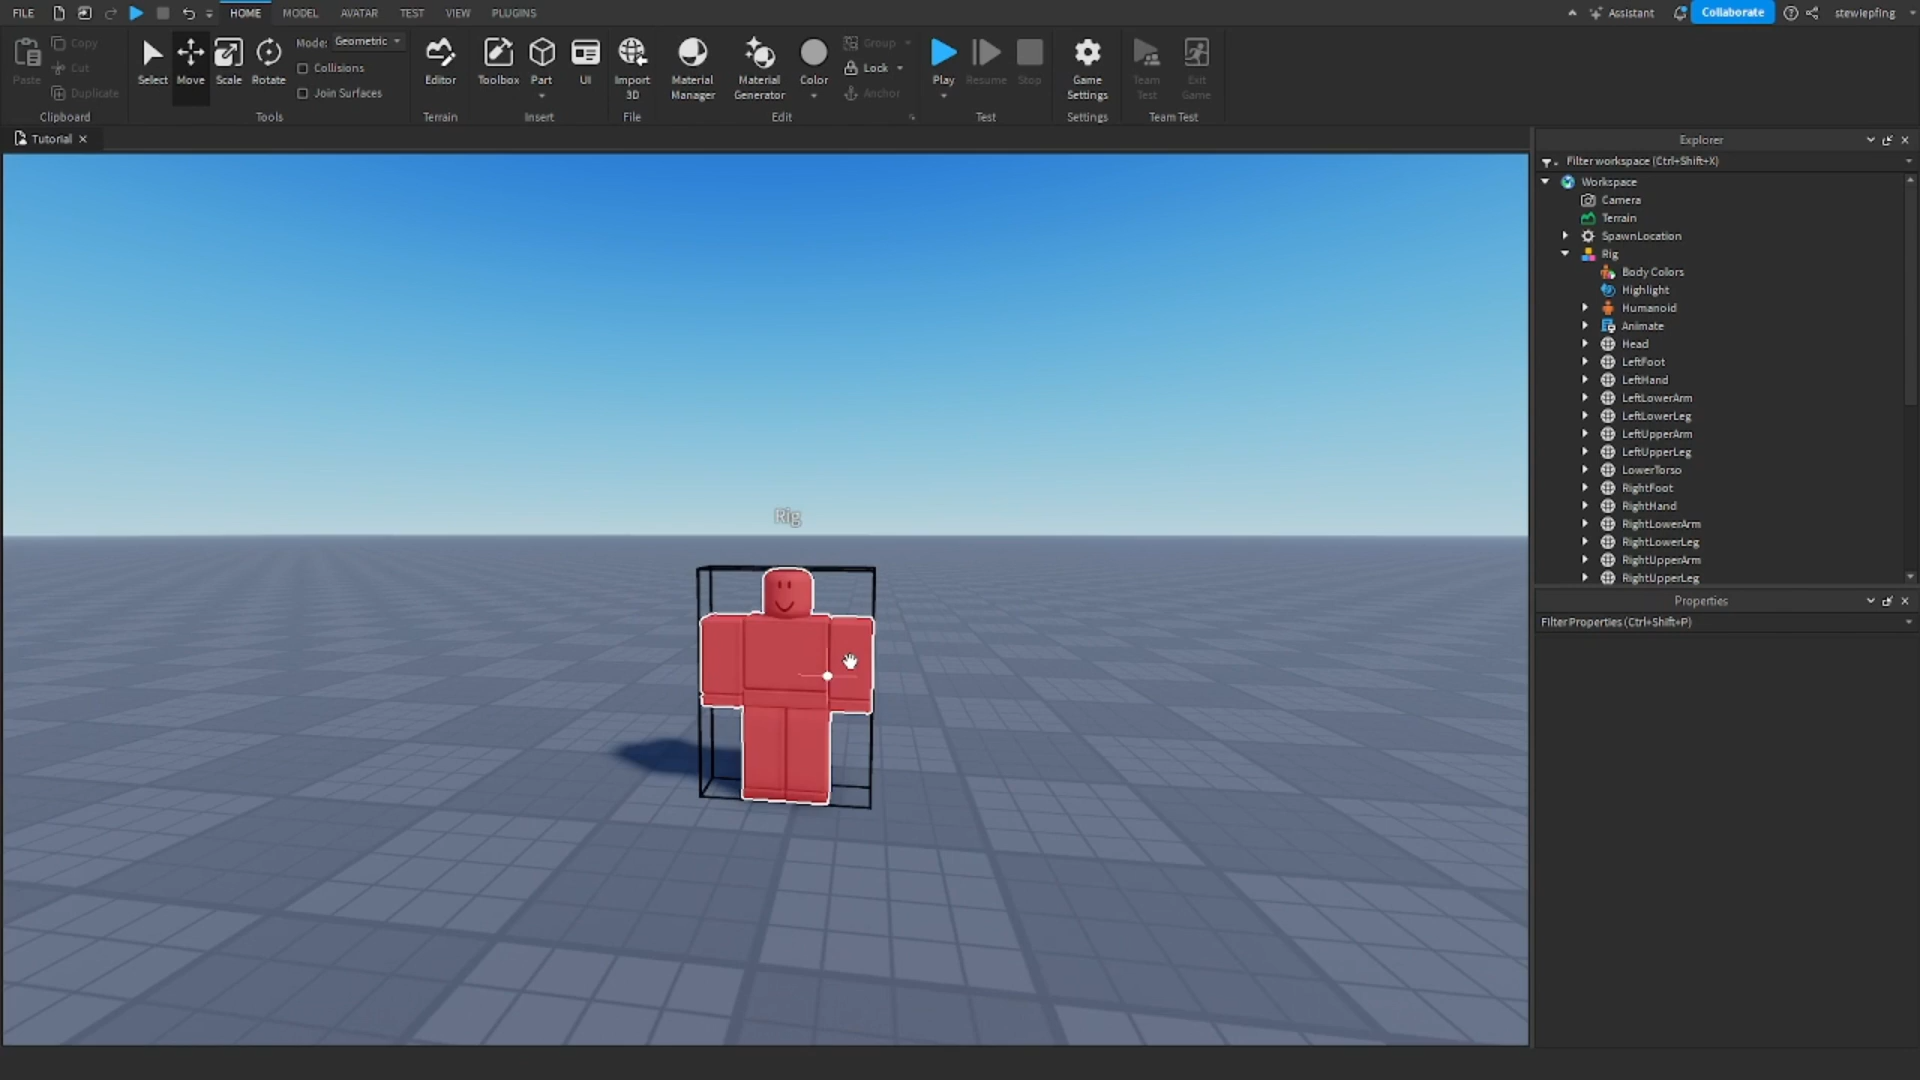 FILE HOME MODEL AVATAR TEST VIEW PLUGINS Assistant Collaborate stewiepfing
Paste
Copy
Cut
Duplicate
Clipboard
Select
Move
Scale
Rotate
Mode: Geometric
Collisions
Join Surfaces
Tools
Editor
Terrain
Toolbox
Part
UI
Insert
Import
3D
File
Material
Manager
Material
Generator
Color
Group
Lock
Anchor
Edit
Play
Resume
Stop
Test
Game
Settings
Settings
Team
Test
Exit
Game
Team Test
Tutorial
Rig
Explorer
Filter workspace (Ctrl+Shift+X)
Workspace
Camera
Terrain
SpawnLocation
Rig
Body Colors
Highlight
Humanoid
Animate
Head
LeftFoot
LeftHand
LeftLowerArm
LeftLowerLeg
LeftUpperArm
LeftUpperLeg
LowerTorso
RightFoot
RightHand
RightLowerArm
RightLowerLeg
RightUpperArm
RightUpperLeg
Properties
Filter Properties (Ctrl+Shift+P)